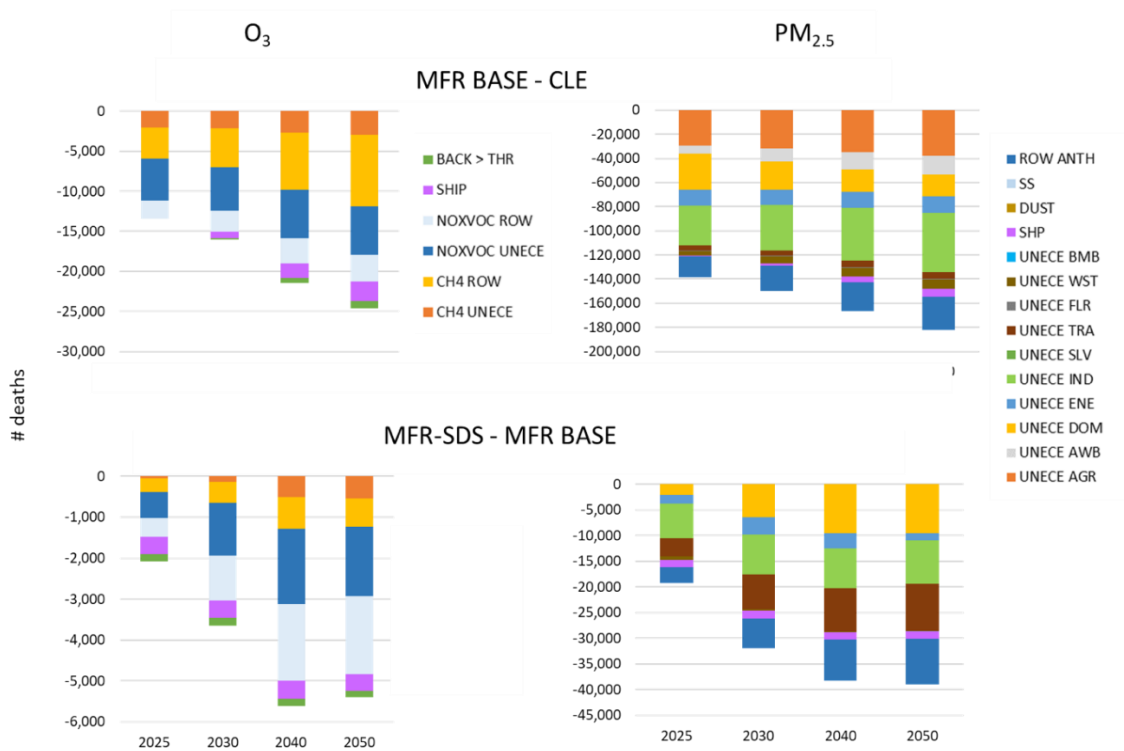 O3
PM2.5
MFR BASE - CLE
0
-5,000
-10,000
-15,000
-20,000
-25,000
-30,000
BACK > THR
SHIP
NOXVOC ROW
NOXVOC UNECE
CH4 ROW
CH4 UNECE
0
-20,000
-40,000
-60,000
-80,000
-100,000
-120,000
-140,000
-160,000
-180,000
-200,000
ROW ANTH
SS
DUST
SHP
UNECE BMB
UNECE WST
UNECE FLR
UNECE TRA
UNECE SLV
UNECE IND
UNECE ENE
UNECE DOM
UNECE AWB
UNECE AGR
# deaths
MFR-SDS - MFR BASE
0
-1,000
-2,000
-3,000
-4,000
-5,000
-6,000
2025 2030 2040 2050
0
-5,000
-10,000
-15,000
-20,000
-25,000
-30,000
-35,000
-40,000
-45,000
2025 2030 2040 2050